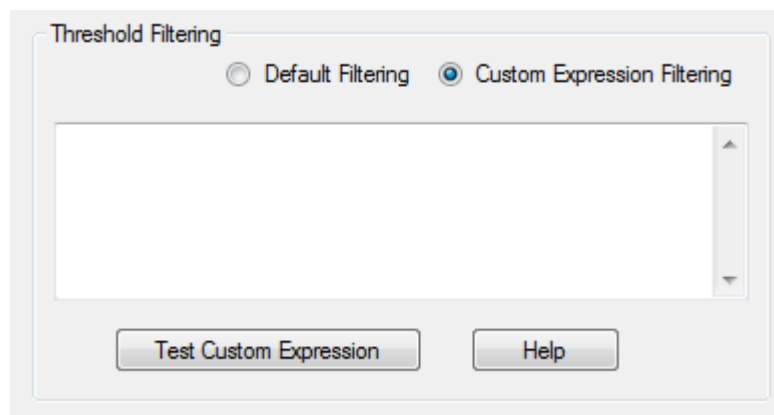 Threshold Filtering
Default Filtering Custom Expression Filtering
Test Custom Expression Help